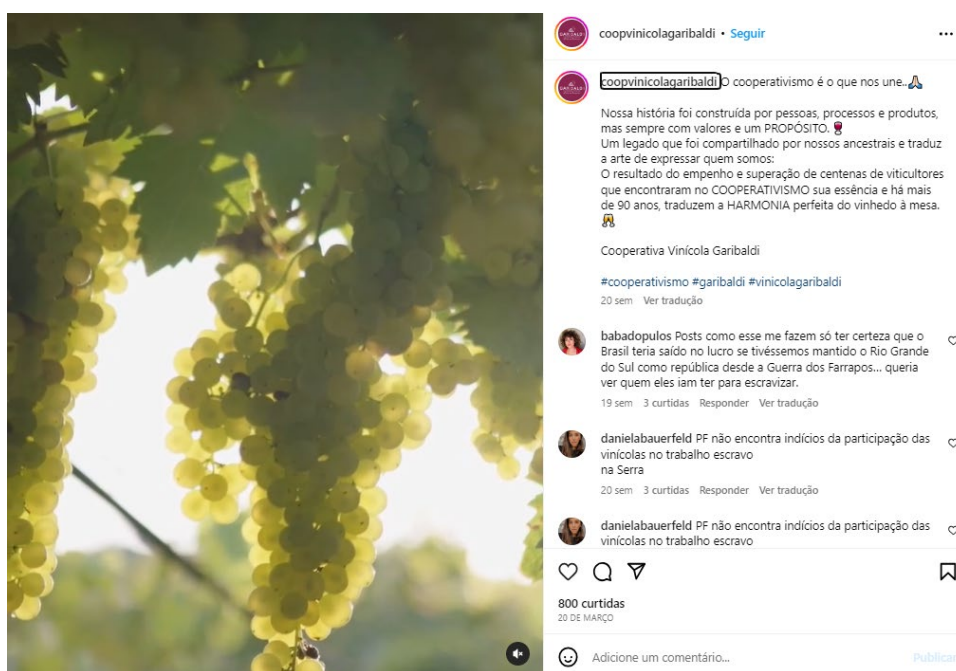 coopvinicolagaribaldi • Seguir
coopvinicolagaribaldi O cooperativismo é o que nos une..🙏
Nossa história foi construída por pessoas, processos e produtos,
mas sempre com valores e um PROPÓSITO. 🍷
Um legado que foi compartilhado por nossos ancestrais e traduz
a arte de expressar quem somos:
O resultado do empenho e superação de centenas de viticultores
que encontraram no COOPERATIVISMO sua essência e há mais
de 90 anos, traduzem a HARMONIA perfeita do vinhedo à mesa.
🥂
Cooperativa Vinícola Garibaldi
#cooperativismo #garibaldi #vinicolagaribaldi
20 sem Ver tradução
babadopulos Posts como esse me fazem só ter certeza que o
Brasil teria saído no lucro se tivéssemos mantido o Rio Grande
do Sul como república desde a Guerra dos Farrapos... queria
ver quem eles iam ter para escravizar.
19 sem 3 curtidas Responder Ver tradução
danielabauerfeld PF não encontra indícios da participação das
vinícolas no trabalho escravo
na Serra
20 sem 3 curtidas Responder Ver tradução
danielabauerfeld PF não encontra indícios da participação das
vinícolas no trabalho escravo
800 curtidas
20 DE MARÇO
Adicione um comentário...
Publicar